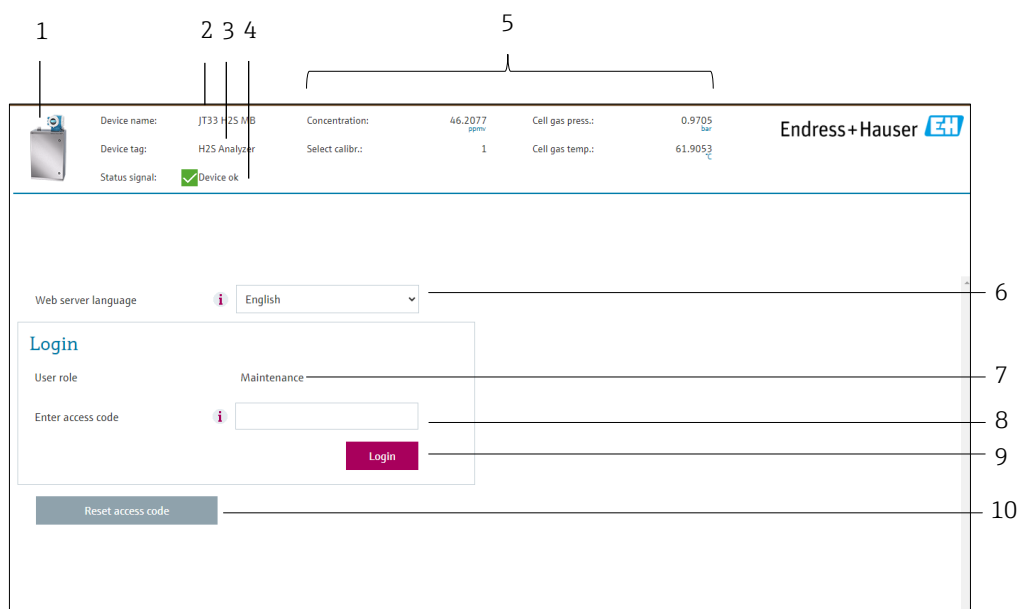 1 2 3 4 5
Device name: JT33 H2S MB Concentration: 46.2077 ppmv Cell gas press.: 0.9705 bar
Endress+Hauser EH
Device tag: H2S Analyzer Select calibr.: 1 Cell gas temp.: 61.9053 °C
Status signal: Device ok
Web server language i English 6
Login
User role Maintenance 7
Enter access code i 8
Login 9
Reset access code 10